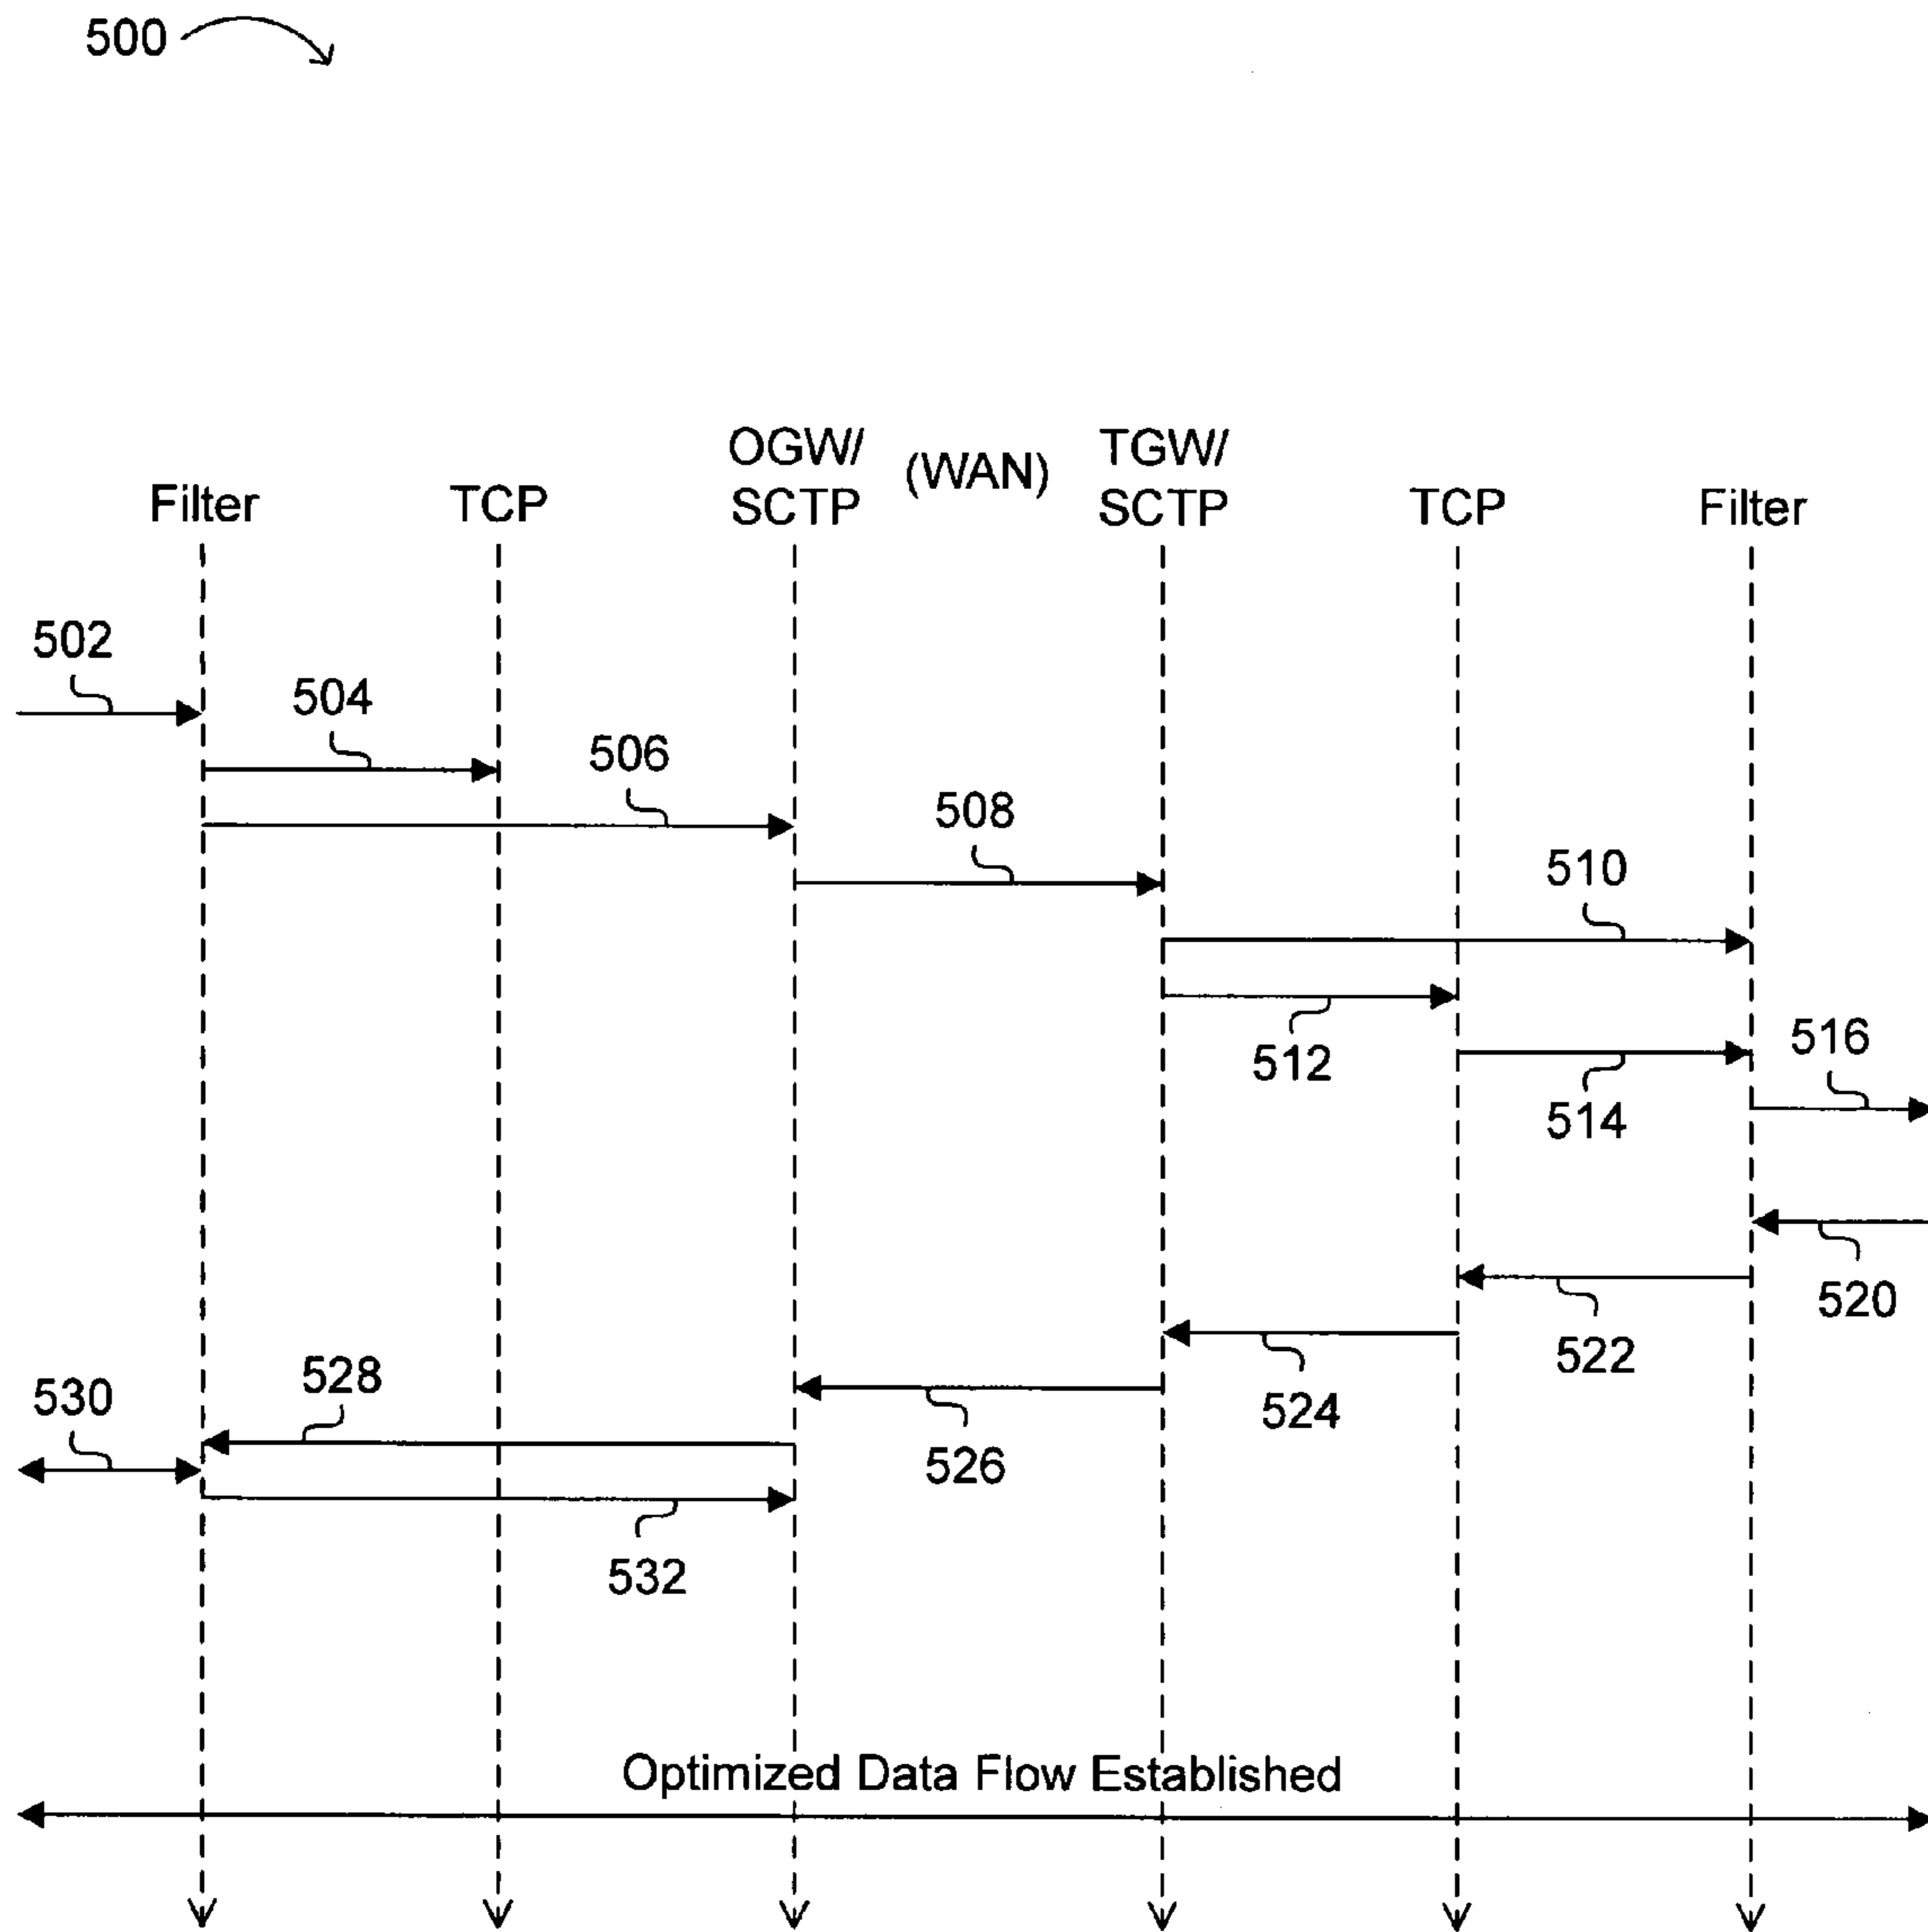 500
OGW/
SCTP
(WAN)
TGW/
SCTP
Filter
TCP
TCP
Filter
502
504
506
508
510
512
516
514
520
522
528
524
530
526
532
Optimized Data Flow Established